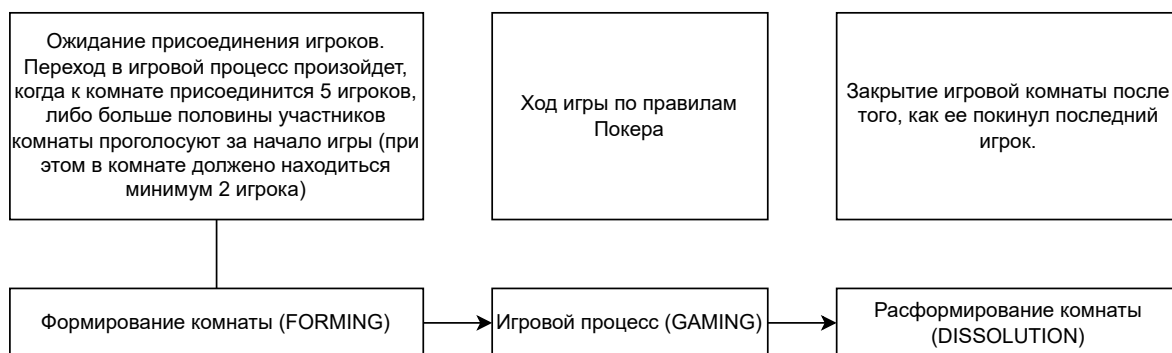 Ожидание присоединения игроков.
Переход в игровой процесс произойдет,
когда к комнате присоединится 5 игроков,
либо больше половины участников
комнаты проголосуют за начало игры (при
этом в комнате должено находиться
минимум 2 игрока)
Ход игры по правилам
Покера
Закрытие игровой комнаты после
того, как ее покинул последний
игрок.
Формирование комнаты (FORMING)
Игровой процесс (GAMING)
Расформирование комнаты
(DISSOLUTION)